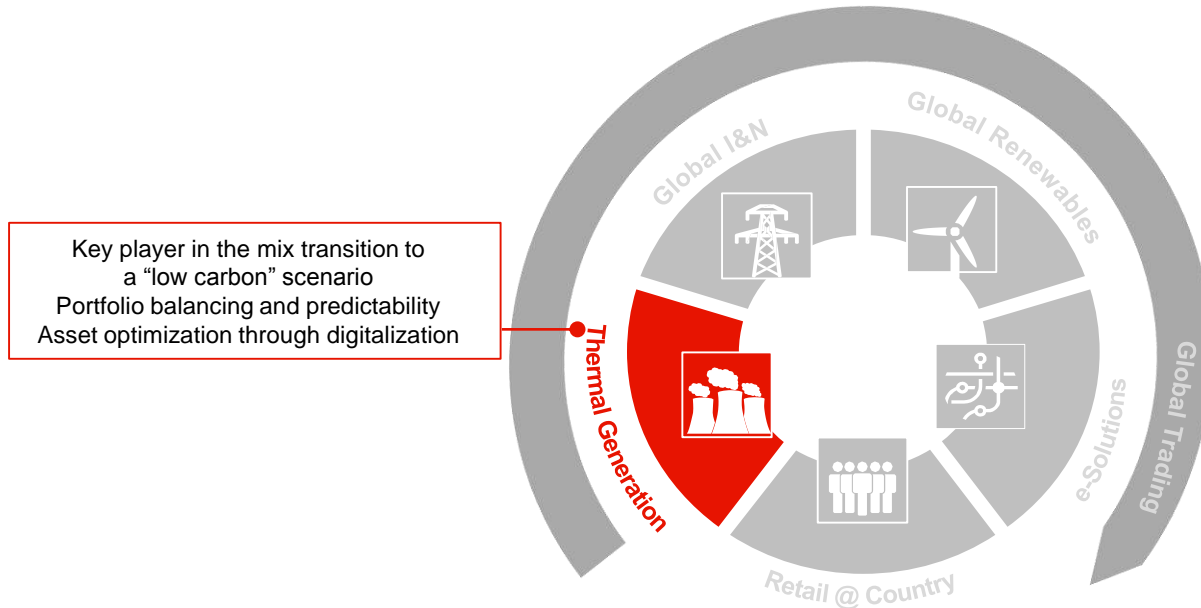 Global I&N
Global Renewables
Key player in the mix transition to
a “low carbon” scenario
Portfolio balancing and predictability
Asset optimization through digitalization
Thermal Generation
Global Trading
e-Solutions
Retail @ Country